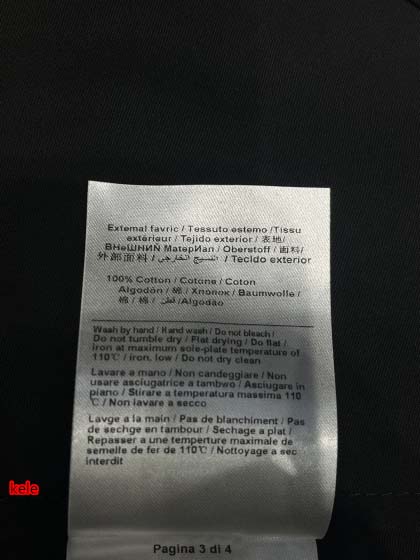 External favric / Tessuto estemo /Tissu
extérieur / Tejido exterior / 表地/
ВНеШНИЙ МатерИал / Oberstoff / 面料/
外部面料 / النسيج الخارجي / Tecido exterior
100% Cotton / Cotone / Coton
Algodón / 綿 / Хлопок / Baumwolle /
棉 / 棉 / قطن /Algodão
Wash by hand / Hand wash / Do not bleach /
Do not tumble dry / Flat drying / Do flat /
iron at maximum sole-plate temperature of
110℃ / iron, low / Do not dry clean
Lavare a mano / Non candeggiare / Non
usare asciugatrice a tambwo / Asciugare in
piano / Stirare a temperatura massima 110
℃ / Non lavare a secco
Lavge a la main / Pas de blanchiment / Pas
de sechge en tambour / Sechage a plat /
Repasser a une temperture maximale de
semelle de fer de 110℃ / Nottoyage a sec
interdit
kele
Pagina 3 di 4